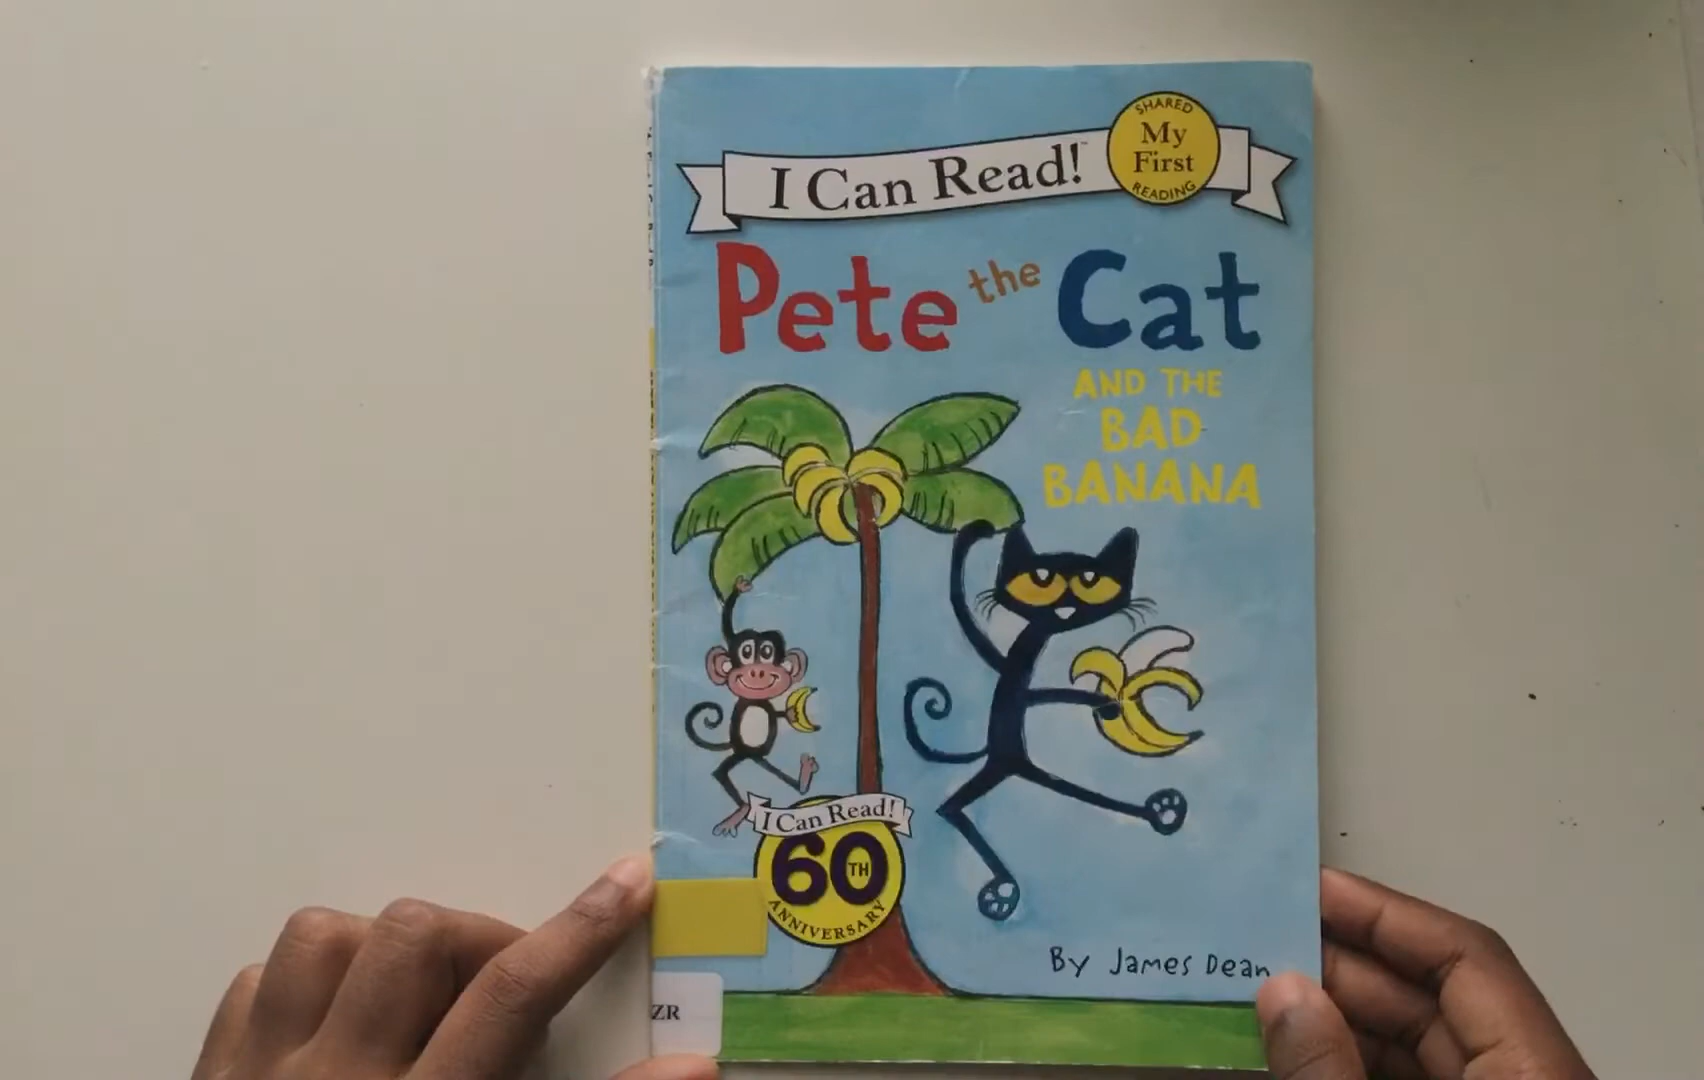 I Can Read!™
SHARED
My
First
READING
Pete the Cat
AND THE
BAD
BANANA
I Can Read!
60TH
ANNIVERSARY
By James Dean
ZR